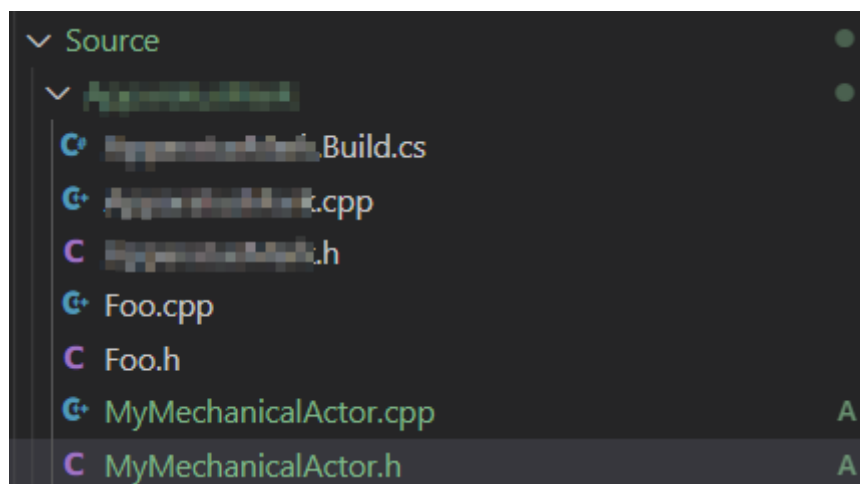 Source
.Build.cs
.cpp
.h
Foo.cpp
Foo.h
MyMechanicalActor.cpp A
MyMechanicalActor.h A